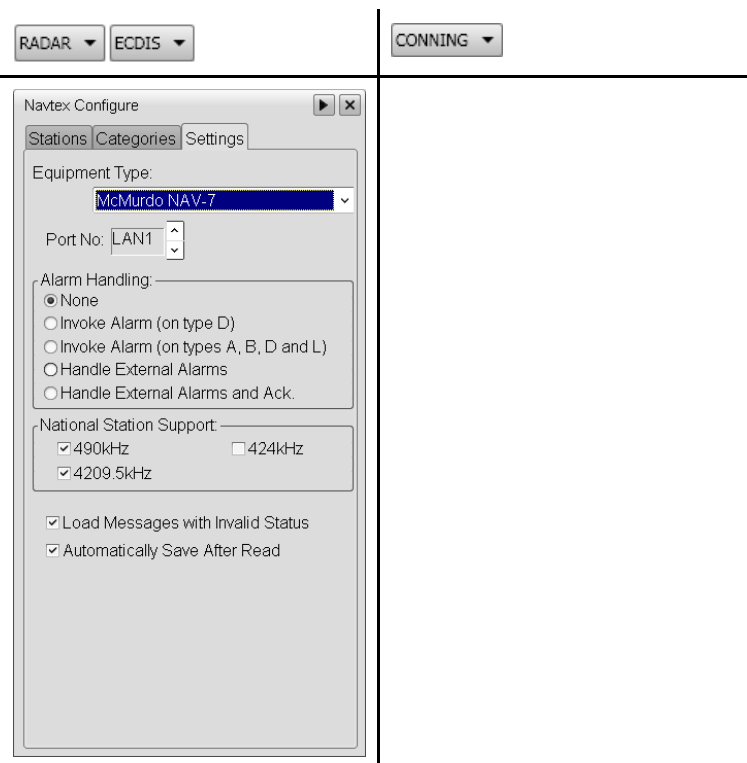 RADAR ECDIS CONNING
Navtex Configure
Stations Categories Settings
Equipment Type:
McMurdo NAV-7
Port No: LAN1
Alarm Handling:
None
Invoke Alarm (on type D)
Invoke Alarm (on types A, B, D and L)
Handle External Alarms
Handle External Alarms and Ack.
National Station Support:
490kHz 424kHz
4209.5kHz
Load Messages with Invalid Status
Automatically Save After Read